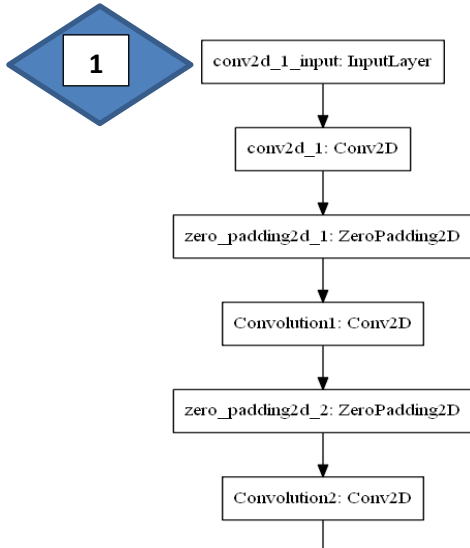 1
conv2d_1_input: InputLayer
conv2d_1: Conv2D
zero_padding2d_1: ZeroPadding2D
Convolution1: Conv2D
zero_padding2d_2: ZeroPadding2D
Convolution2: Conv2D